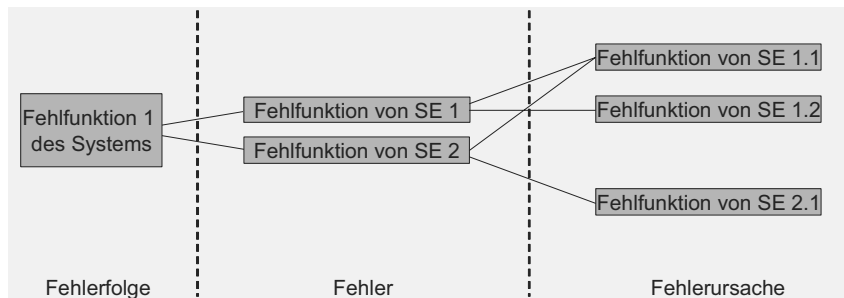 Fehlfunktion 1
des Systems
Fehlfunktion von SE 1
Fehlfunktion von SE 2
Fehlfunktion von SE 1.1
Fehlfunktion von SE 1.2
Fehlfunktion von SE 2.1
Fehlerfolge
Fehler
Fehlerursache